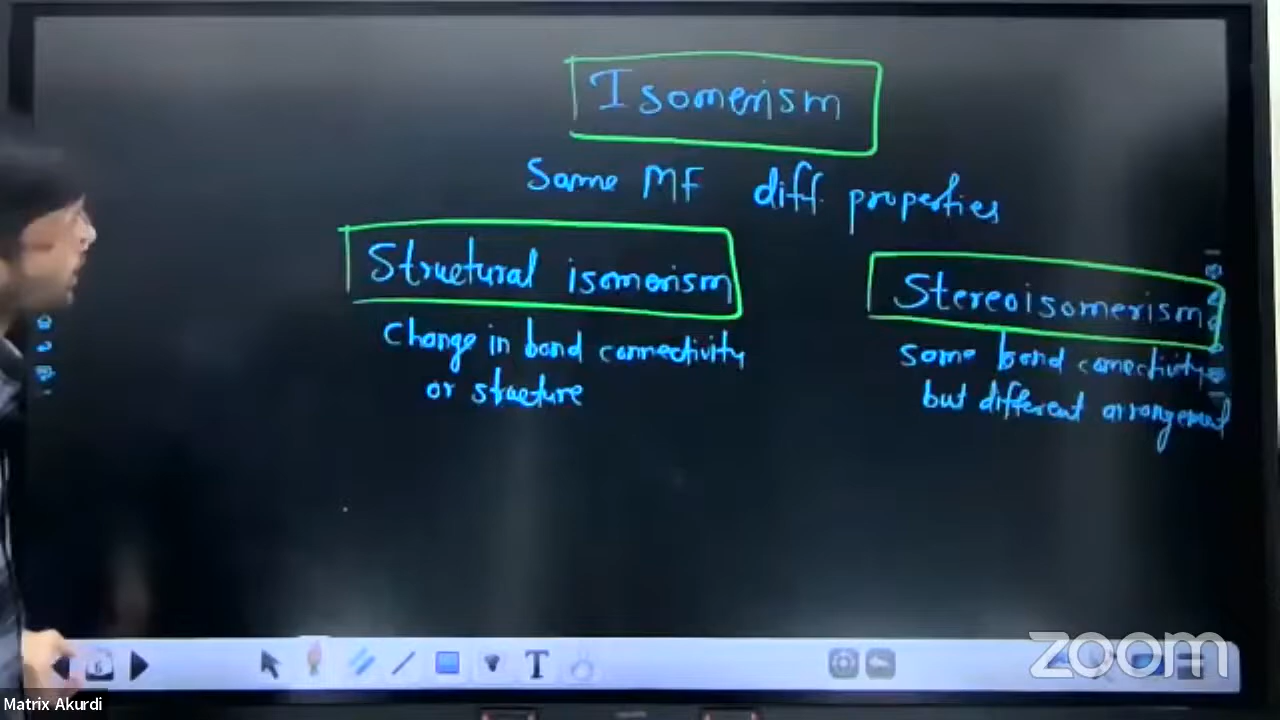 Isomerism
Same MF diff. properties
Structural isomerism
Change in bond connectivity
or structure
Stereoisomerism
Same bond connectivity
but different arrangement
6
T
zoom
Matrix Akurdi